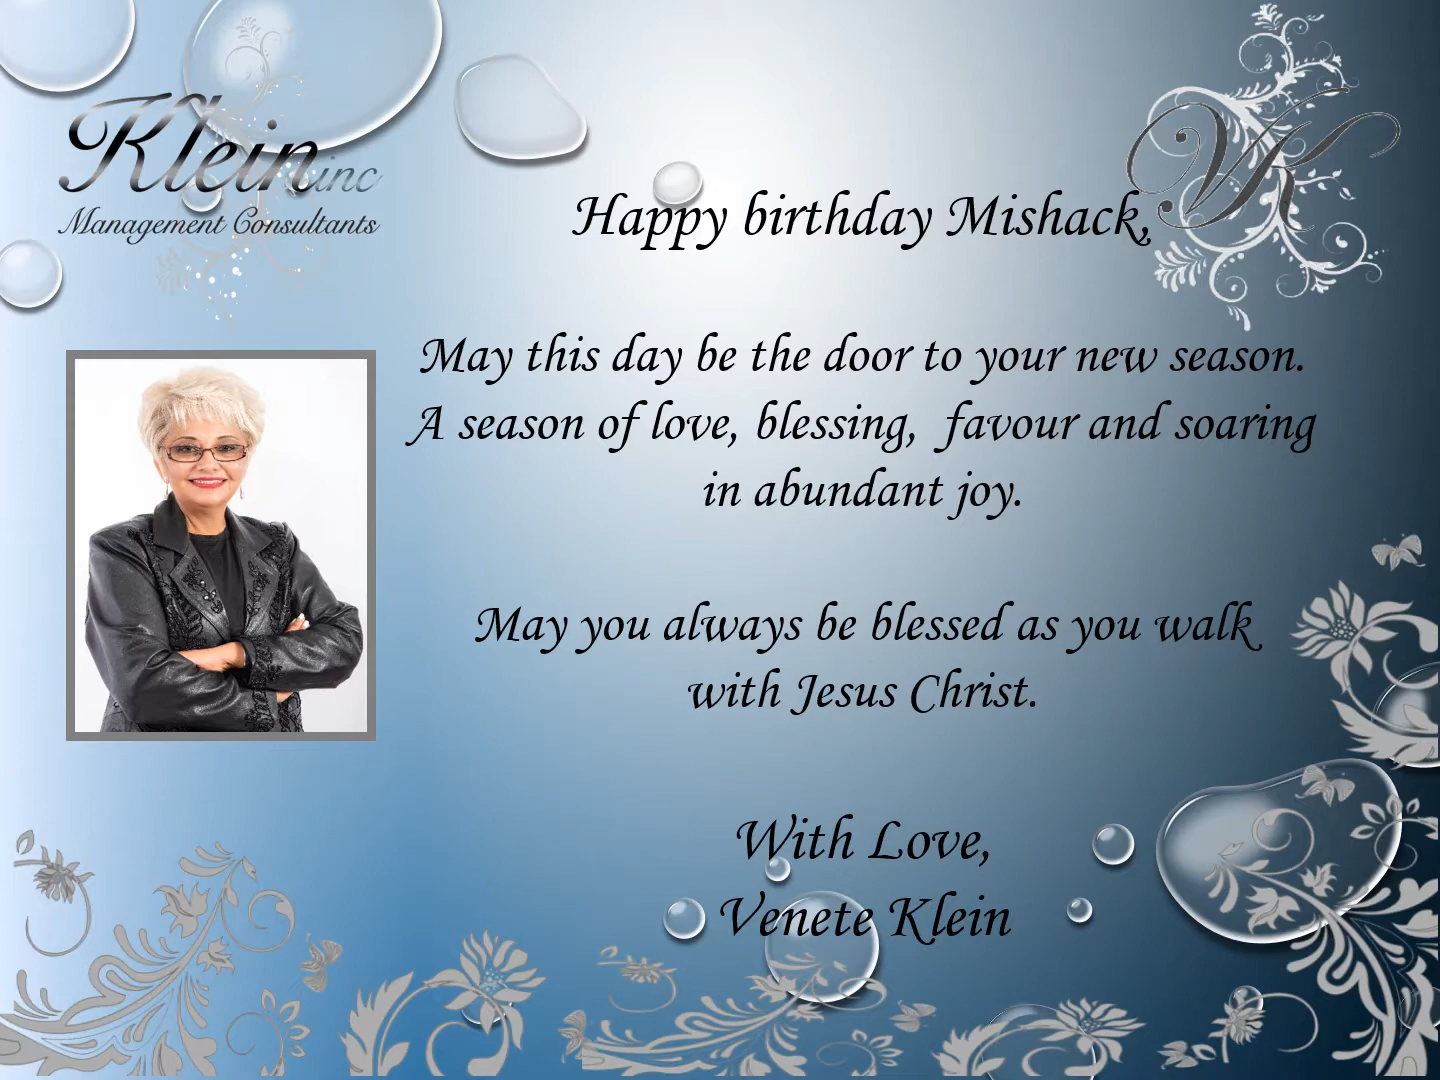 Klein inc
Management Consultants
VK
Happy birthday Mishack,
May this day be the door to your new season.
A season of love, blessing,  favour and soaring
in abundant joy.
May you always be blessed as you walk
with Jesus Christ.
With Love,
Venete Klein